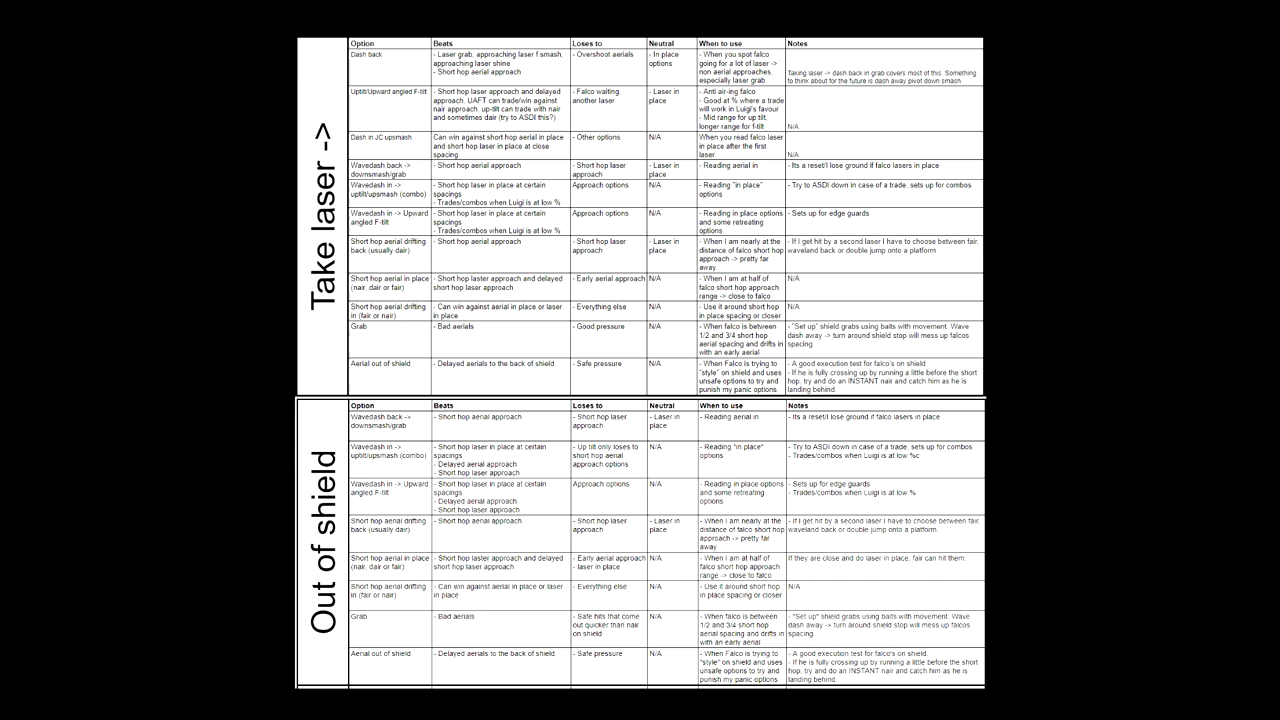 Take laser ->
Option Beats Loses to Neutral When to use Notes
Dash back - Laser grab, approaching laser f smash, - Overshoot aerials - In place - When you spot falco
approaching laser shine options going for a lot of laser ->
- Short hop aerial approach non aerial approaches, Taking laser -> dash back in grab covers most of this. Something
especially laser grab to think about for the future is dash away pivot down smash
Uptilt/Upward angled F-tilt - Short hop laser approach and delayed - Falco waiting, - Laser in - Anti air-ing falco
approach, UAFT can trade/win against another laser place - Good at % where a trade
nair approach, up-tilt can trade with nair will work in Luigi's favour
and sometimes dair (try to ASDI this?) - Mid range for up tilt,
longer range for f-tilt N/A
Dash in JC upsmash Can win against short hop aerial in place - Other options N/A When you read falco laser
and short hop laser in place at close in place after the first
spacing laser N/A
Wavedash back -> - Short hop aerial approach - Short hop laser - Laser in - Reading aerial in - Its a reset/I lose ground if falco lasers in place
downsmash/grab approach place
Wavedash in -> - Short hop laser in place at certain Approach options N/A - Reading "in place" - Try to ASDI down in case of a trade, sets up for combos
uptilt/upsmash (combo) spacings options
- Trades/combos when Luigi is at low %
Wavedash in -> Upward - Short hop laser in place at certain Approach options N/A - Reading in place options - Sets up for edge guards
angled F-tilt spacings and some retreating
- Trades/combos when Luigi is at low % options
Short hop aerial drifting - Short hop aerial approach - Short hop laser - Laser in - When I am nearly at the - If I get hit by a second laser I have to choose between fair,
back (usually dair) approach place distance of falco short hop waveland back or double jump onto a platform
approach -> pretty far
away.
Short hop aerial in place - Short hop laster approach and delayed - Early aerial approach N/A - When I am at half of N/A
(nair, dair or fair) short hop laser approach falco short hop approach
range -> close to falco
Short hop aerial drifting - Can win against aerial in place or laser - Everything else N/A - Use it around short hop N/A
in (fair or nair) in place in place spacing or closer
Grab - Bad aerials - Good pressure N/A - When falco is between - "Set up" shield grabs using baits with movement. Wave
1/2 and 3/4 short hop dash away -> turn around shield stop will mess up falcos
aerial spacing and drifts in spacing.
with an early aerial
Aerial out of shield - Delayed aerials to the back of shield - Safe pressure N/A - When Falco is trying to - A good execution test for falco's on shield
"style" on shield and uses - If he is fully crossing up by running a little before the short
unsafe options to try and hop, try and do an INSTANT nair and catch him as he is
punish my panic options landing behind.
Out of shield
Option Beats Loses to Neutral When to use Notes
Wavedash back -> - Short hop aerial approach - Short hop laser - Laser in - Reading aerial in - its a reset/I lose ground if falco lasers in place
downsmash/grab approach place
Wavedash in -> - Short hop laser in place at certain - Up tilt only loses to N/A - Reading "in place" - Try to ASDI down in case of a trade, sets up for combos
uptilt/upsmash (combo) spacings short hop aerial options - Trades/combos when Luigi is at low %c
- Delayed aerial approach approach options
- Short hop laser approach
Wavedash in -> Upward - Short hop laser in place at certain Approach options N/A - Reading in place options - Sets up for edge guards
angled F-tilt spacings and some retreating - Trades/combos when Luigi is at low %
- Delayed aerial approach options
- Short hop laser approach
Short hop aerial drifting - Short hop aerial approach - Short hop laser - Laser in - When I am nearly at the - If I get hit by a second laser I have to choose between fair,
back (usually dair) approach place distance of falco short hop waveland back or double jump onto a platform
approach -> pretty far
away
Short hop aerial in place - Short hop laster approach and delayed - Early aerial approach N/A - When I am at half of If they are close and do laser in place, fair can hit them.
(nair, dair or fair) short hop laser approach - laser in place falco short hop approach
range -> close to falco
Short hop aerial drifting - Can win against aerial in place or laser - Everything else N/A - Use it around short hop N/A
in (fair or nair) in place in place spacing or closer
Grab - Bad aerials - Safe hits that come N/A - When falco is between - "Set up" shield grabs using baits with movement. Wave
out quicker than nair 1/2 and 3/4 short hop dash away -> turn around shield stop will mess up falcos
on shield aerial spacing and drifts in spacing.
with an early aerial
Aerial out of shield - Delayed aerials to the back of shield. - Safe pressure N/A - When Falco is trying to - A good execution test for falco's on shield.
"style" on shield and uses - If he is fully crossing up by running a little before the short
unsafe options to try and hop, try and do an INSTANT nair and catch him as he is
punish my panic options landing behind.